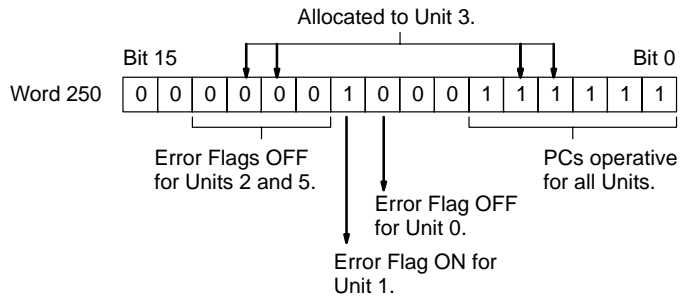 Allocated to Unit 3.
Bit 15 Bit 0
Word 250 0 0 0 0 0 0 1 0 0 0 1 1 1 1 1 1
Error Flags OFF
for Units 2 and 5.
PCs operative
for all Units.
Error Flag OFF
for Unit 0.
Error Flag ON for
Unit 1.